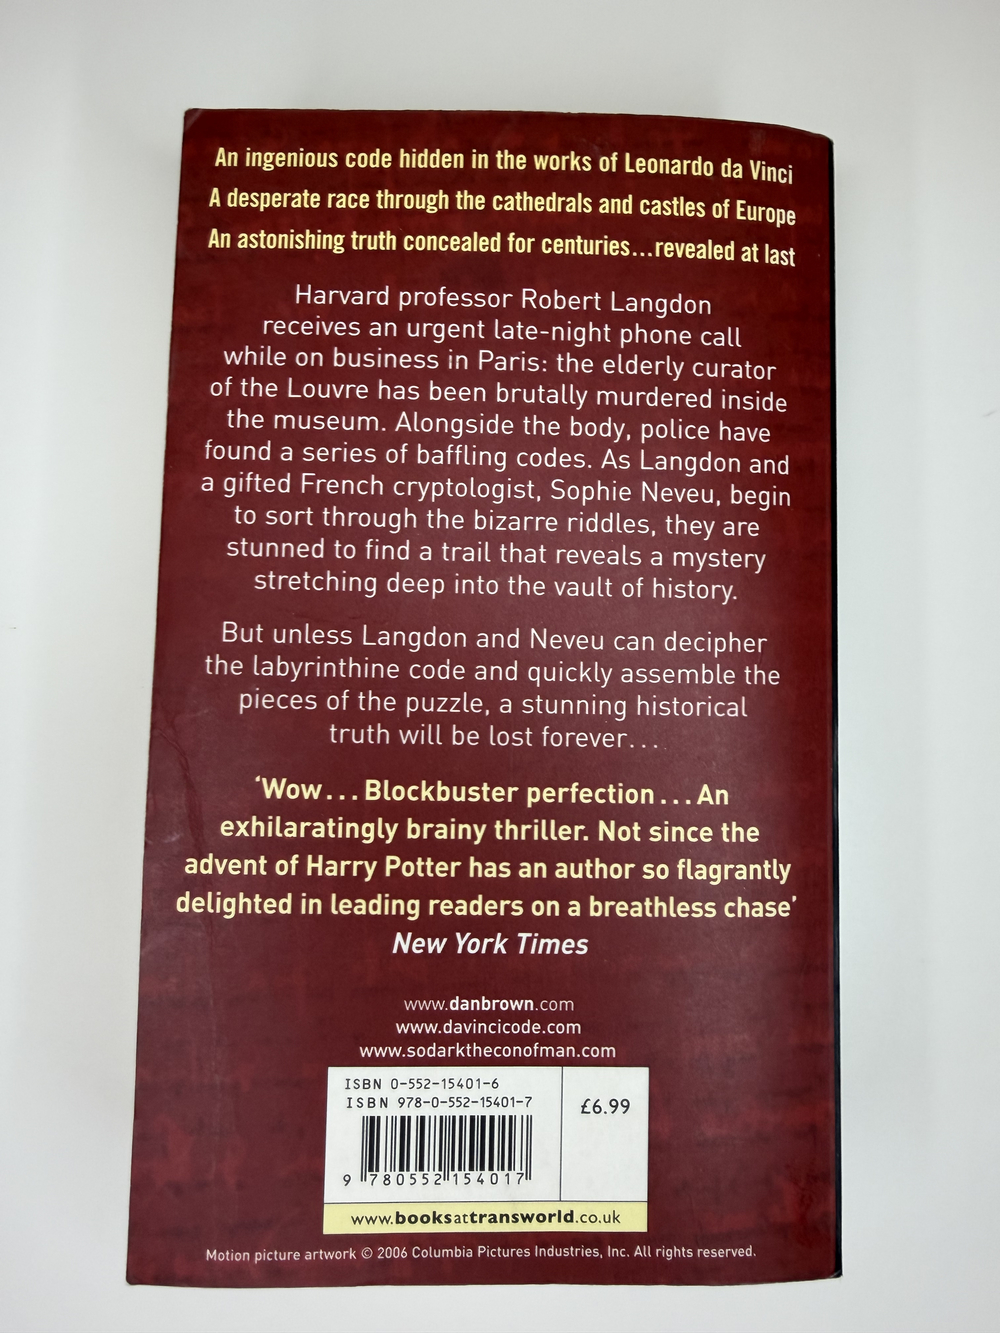 An ingenious code hidden in the works of Leonardo da Vinci
A desperate race through the cathedrals and castles of Europe
An astonishing truth concealed for centuries...revealed at last
Harvard professor Robert Langdon
receives an urgent late-night phone call
while on business in Paris: the elderly curator
of the Louvre has been brutally murdered inside
the museum. Alongside the body, police have
found a series of baffling codes. As Langdon and
a gifted French cryptologist, Sophie Neveu, begin
to sort through the bizarre riddles, they are
stunned to find a trail that reveals a mystery
stretching deep into the vault of history.
But unless Langdon and Neveu can decipher
the labyrinthine code and quickly assemble the
pieces of the puzzle, a stunning historical
truth will be lost forever...
‘Wow...Blockbuster perfection...An
exhilaratingly brainy thriller. Not since the
advent of Harry Potter has an author so flagrantly
delighted in leading readers on a breathless chase’
New York Times
www.danbrown.com
www.davincicode.com
www.sodarktheconofman.com
ISBN 0-552-15401-6
ISBN 978-0-552-15401-7
£6.99
9 780552 154017
www.booksattransworld.co.uk
Motion picture artwork © 2006 Columbia Pictures Industries, Inc. All rights reserved.